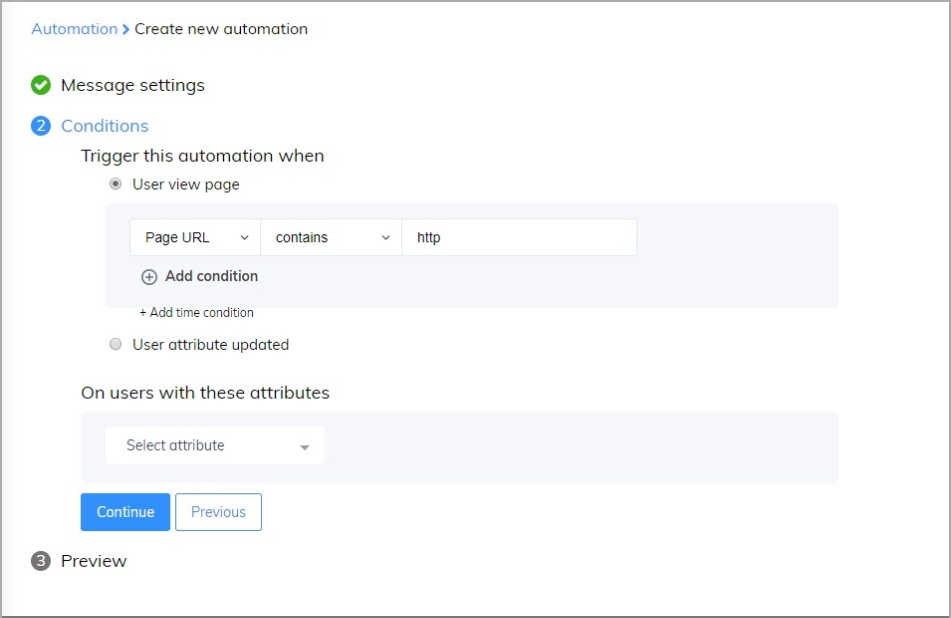 Automation > Create new automation
Message settings
2 Conditions
Trigger this automation when
User view page
Page URL contains http
Add condition
+ Add time condition
User attribute updated
On users with these attributes
Select attribute
Continue Previous
3 Preview